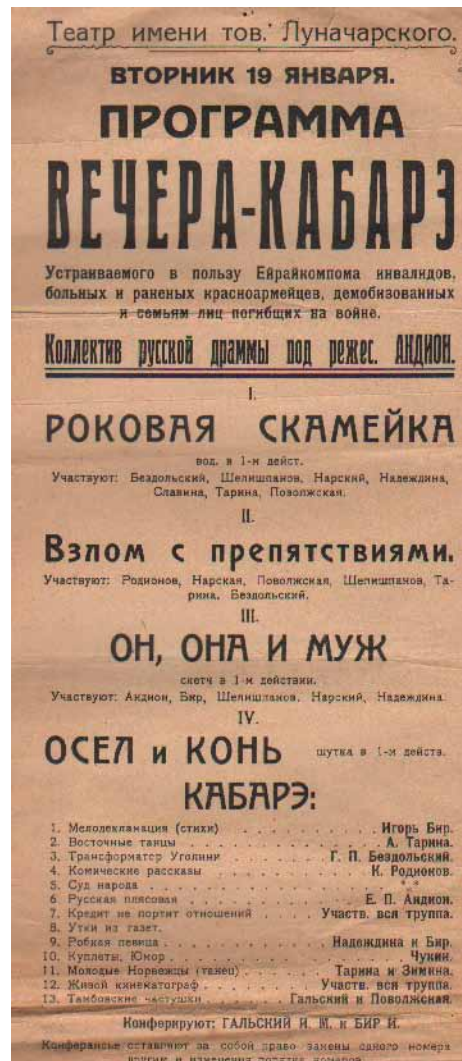 Театр имени тов. Луначарского.
ВТОРНИК 19 ЯНВАРЯ.
ПРОГРАММА
ВЕЧЕРА-КАБАРЭ
Устраиваемого в пользу Ейрайкомпома инвалидов,
больных и раненых красноармейцев, демобизованных
и семьям лиц погибщих на войне.
Коллектив русской драммы под режес. АНДИОН.
I.
РОКОВАЯ СКАМЕЙКА
вод. в 1-м дейст.
Участвуют: Бездольский, Шелишпанов, Нарский, Надеждина,
Славина, Тарина, Поволжская.
II.
Взлом с препятствиями.
Участвуют: Родионов, Нарская, Поволжская, Шелишпанов, Та-
рина, Бездольский.
III.
ОН, ОНА И МУЖ
скетч в 1-м действии.
Участвуют: Андион, Бир, Шелишпанов, Нарский, Надеждина.
IV.
ОСЕЛ и КОНЬ шутка в 1-м действ.
КАБАРЭ:
1. Мелодекламация (стихи) . . . . . . . . . . . Игорь Бир.
2. Восточные танцы . . . . . . . . . . . А. Тарина.
3. Трансформатор Уголини . . . . . . . . Г. П. Бездольский.
4. Комические рассказы . . . . . . . . . К. Родионов.
5. Суд народа . . . . . . . . . . . * *
6. Русская плясовая . . . . . . . . . . Е. П. Андион.
7. Кредит не портит отношений . . . . . Участв. вся труппа.
8. Утки из газет.
9. Робкая певица . . . . . . . . . . Надеждина и Бир.
10. Куплеты, Юмор . . . . . . . . . . Чукин.
11. Молодые Норвежцы (танец) . . . . . . Тарина и Зимина.
12. Живой кинематограф . . . . . . . Участв. вся труппа.
13. Тамбовские частушки . . . . . Гальский и Поволжская.
Конферируют: ГАЛЬСКИЙ И. М. и БИР И.
Конферансье оставляют за собой право замены одного номера
другим и изменения порядка номеров.